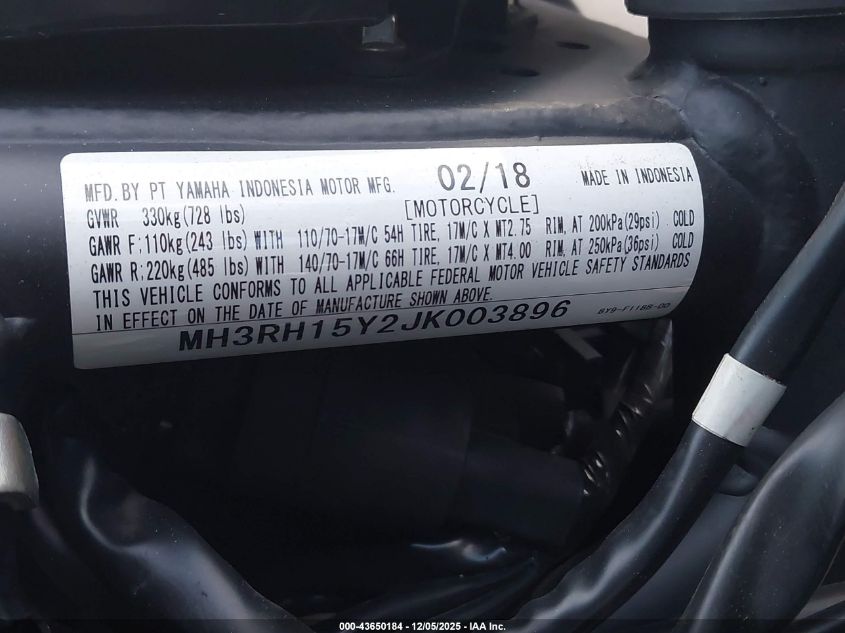 MFD. BY PT YAMAHA INDONESIA MOTOR MFG. 02/18 MADE IN INDONESIA
GVWR 330kg(728 lbs) [MOTORCYCLE]
GAWR F:110kg(243 lbs) WITH 110/70-17M/C 54H TIRE, 17M/C X MT2.75 RIM, AT 200kPa(29psi) COLD
GAWR R:220kg(485 lbs) WITH 140/70-17M/C 66H TIRE, 17M/C X MT4.00 RIM, AT 250kPa(36psi) COLD
THIS VEHICLE CONFORMS TO ALL APPLICABLE FEDERAL MOTOR VEHICLE SAFETY STANDARDS
IN EFFECT ON THE DATE OF MANUFACTURE SHOWN ABOVE.
MH3RH15Y2JK003896 BY9-F118B-00
000-43650184 - 12/05/2025 - IAA Inc.